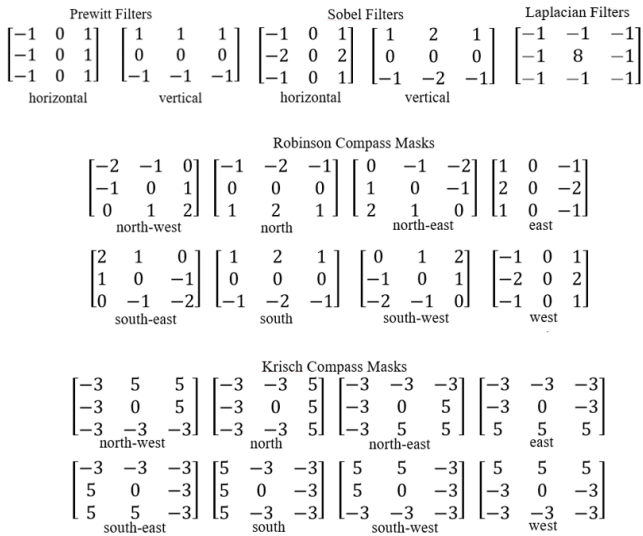 Prewitt Filters Sobel Filters Laplacian Filters
[−1 0 1] [1 1 1] [−1 0 1] [1 2 1] [−1 −1 −1]
[−1 0 1] [0 0 0] [−2 0 2] [0 0 0] [−1 8 −1]
[−1 0 1] [−1 −1 −1] [−1 0 1] [−1 −2 −1] [−1 −1 −1]
horizontal vertical horizontal vertical
Robinson Compass Masks
[−2 −1 0] [−1 −2 −1] [0 −1 −2] [1 0 −1]
[−1 0 1] [0 0 0] [1 0 −1] [2 0 −2]
[0 1 2] [1 2 1] [2 1 0] [1 0 −1]
north-west north north-east east
[2 1 0] [1 2 1] [0 1 2] [−1 0 1]
[1 0 −1] [0 0 0] [−1 0 1] [−2 0 2]
[0 −1 −2] [−1 −2 −1] [−2 −1 0] [−1 0 1]
south-east south south-west west
Krisch Compass Masks
[−3 5 5] [−3 −3 5] [−3 −3 −3] [−3 −3 −3]
[−3 0 5] [−3 0 5] [−3 0 5] [−3 0 −3]
[−3 −3 −3] [−3 −3 5] [−3 5 5] [5 5 5]
north-west north north-east east
[−3 −3 −3] [5 −3 −3] [5 5 −3] [5 5 5]
[5 0 −3] [5 0 −3] [5 0 −3] [−3 0 −3]
[5 5 −3] [5 −3 −3] [−3 −3 −3] [−3 −3 −3]
south-east south south-west west